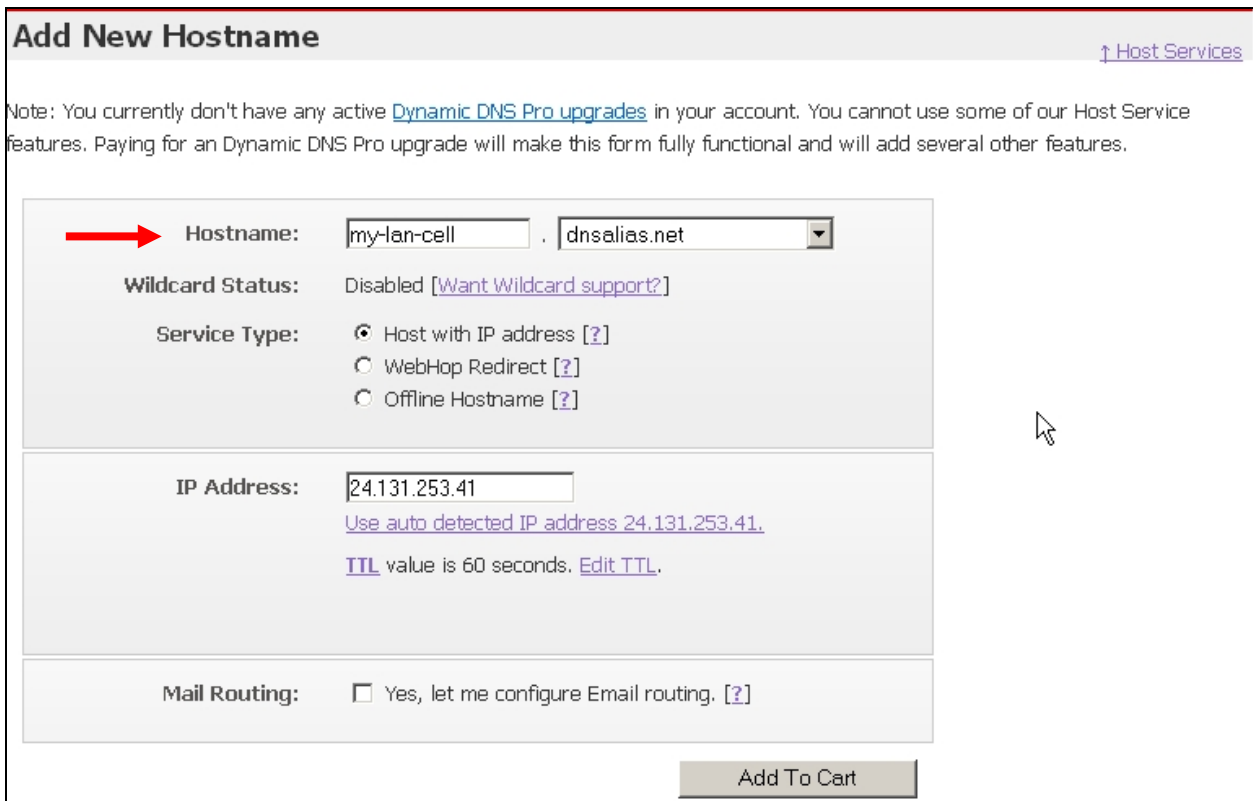 Add New Hostname
↑ Host Services
Note: You currently don't have any active Dynamic DNS Pro upgrades in your account. You cannot use some of our Host Service
features. Paying for an Dynamic DNS Pro upgrade will make this form fully functional and will add several other features.
Hostname: my-lan-cell . dnsalias.net
Wildcard Status: Disabled [Want Wildcard support?]
Service Type: Host with IP address [?]
WebHop Redirect [?]
Offline Hostname [?]
IP Address: 24.131.253.41
Use auto detected IP address 24.131.253.41.
TTL value is 60 seconds. Edit TTL.
Mail Routing: Yes, let me configure Email routing. [?]
Add To Cart